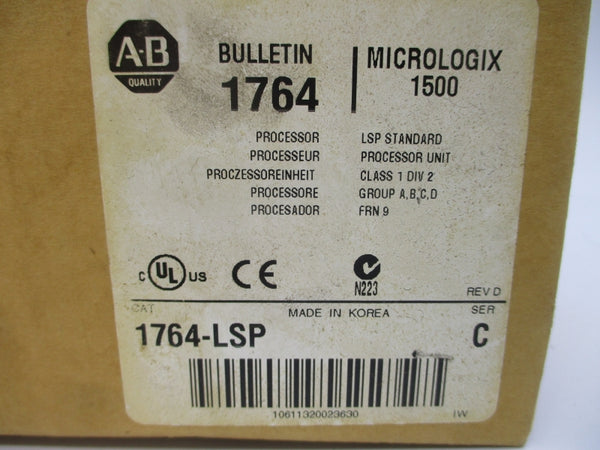 A-B
QUALITY
BULLETIN
1764
MICROLOGIX
1500
PROCESSOR
PROCESSEUR
PROCZESSOREINHEIT
PROCESSORE
PROCESADOR
LSP STANDARD
PROCESSOR UNIT
CLASS 1 DIV 2
GROUP A,B,C,D
FRN 9
C UL US
CE
N223
REV D
CAT
MADE IN KOREA
SER
1764-LSP
C
10611320023630
IW